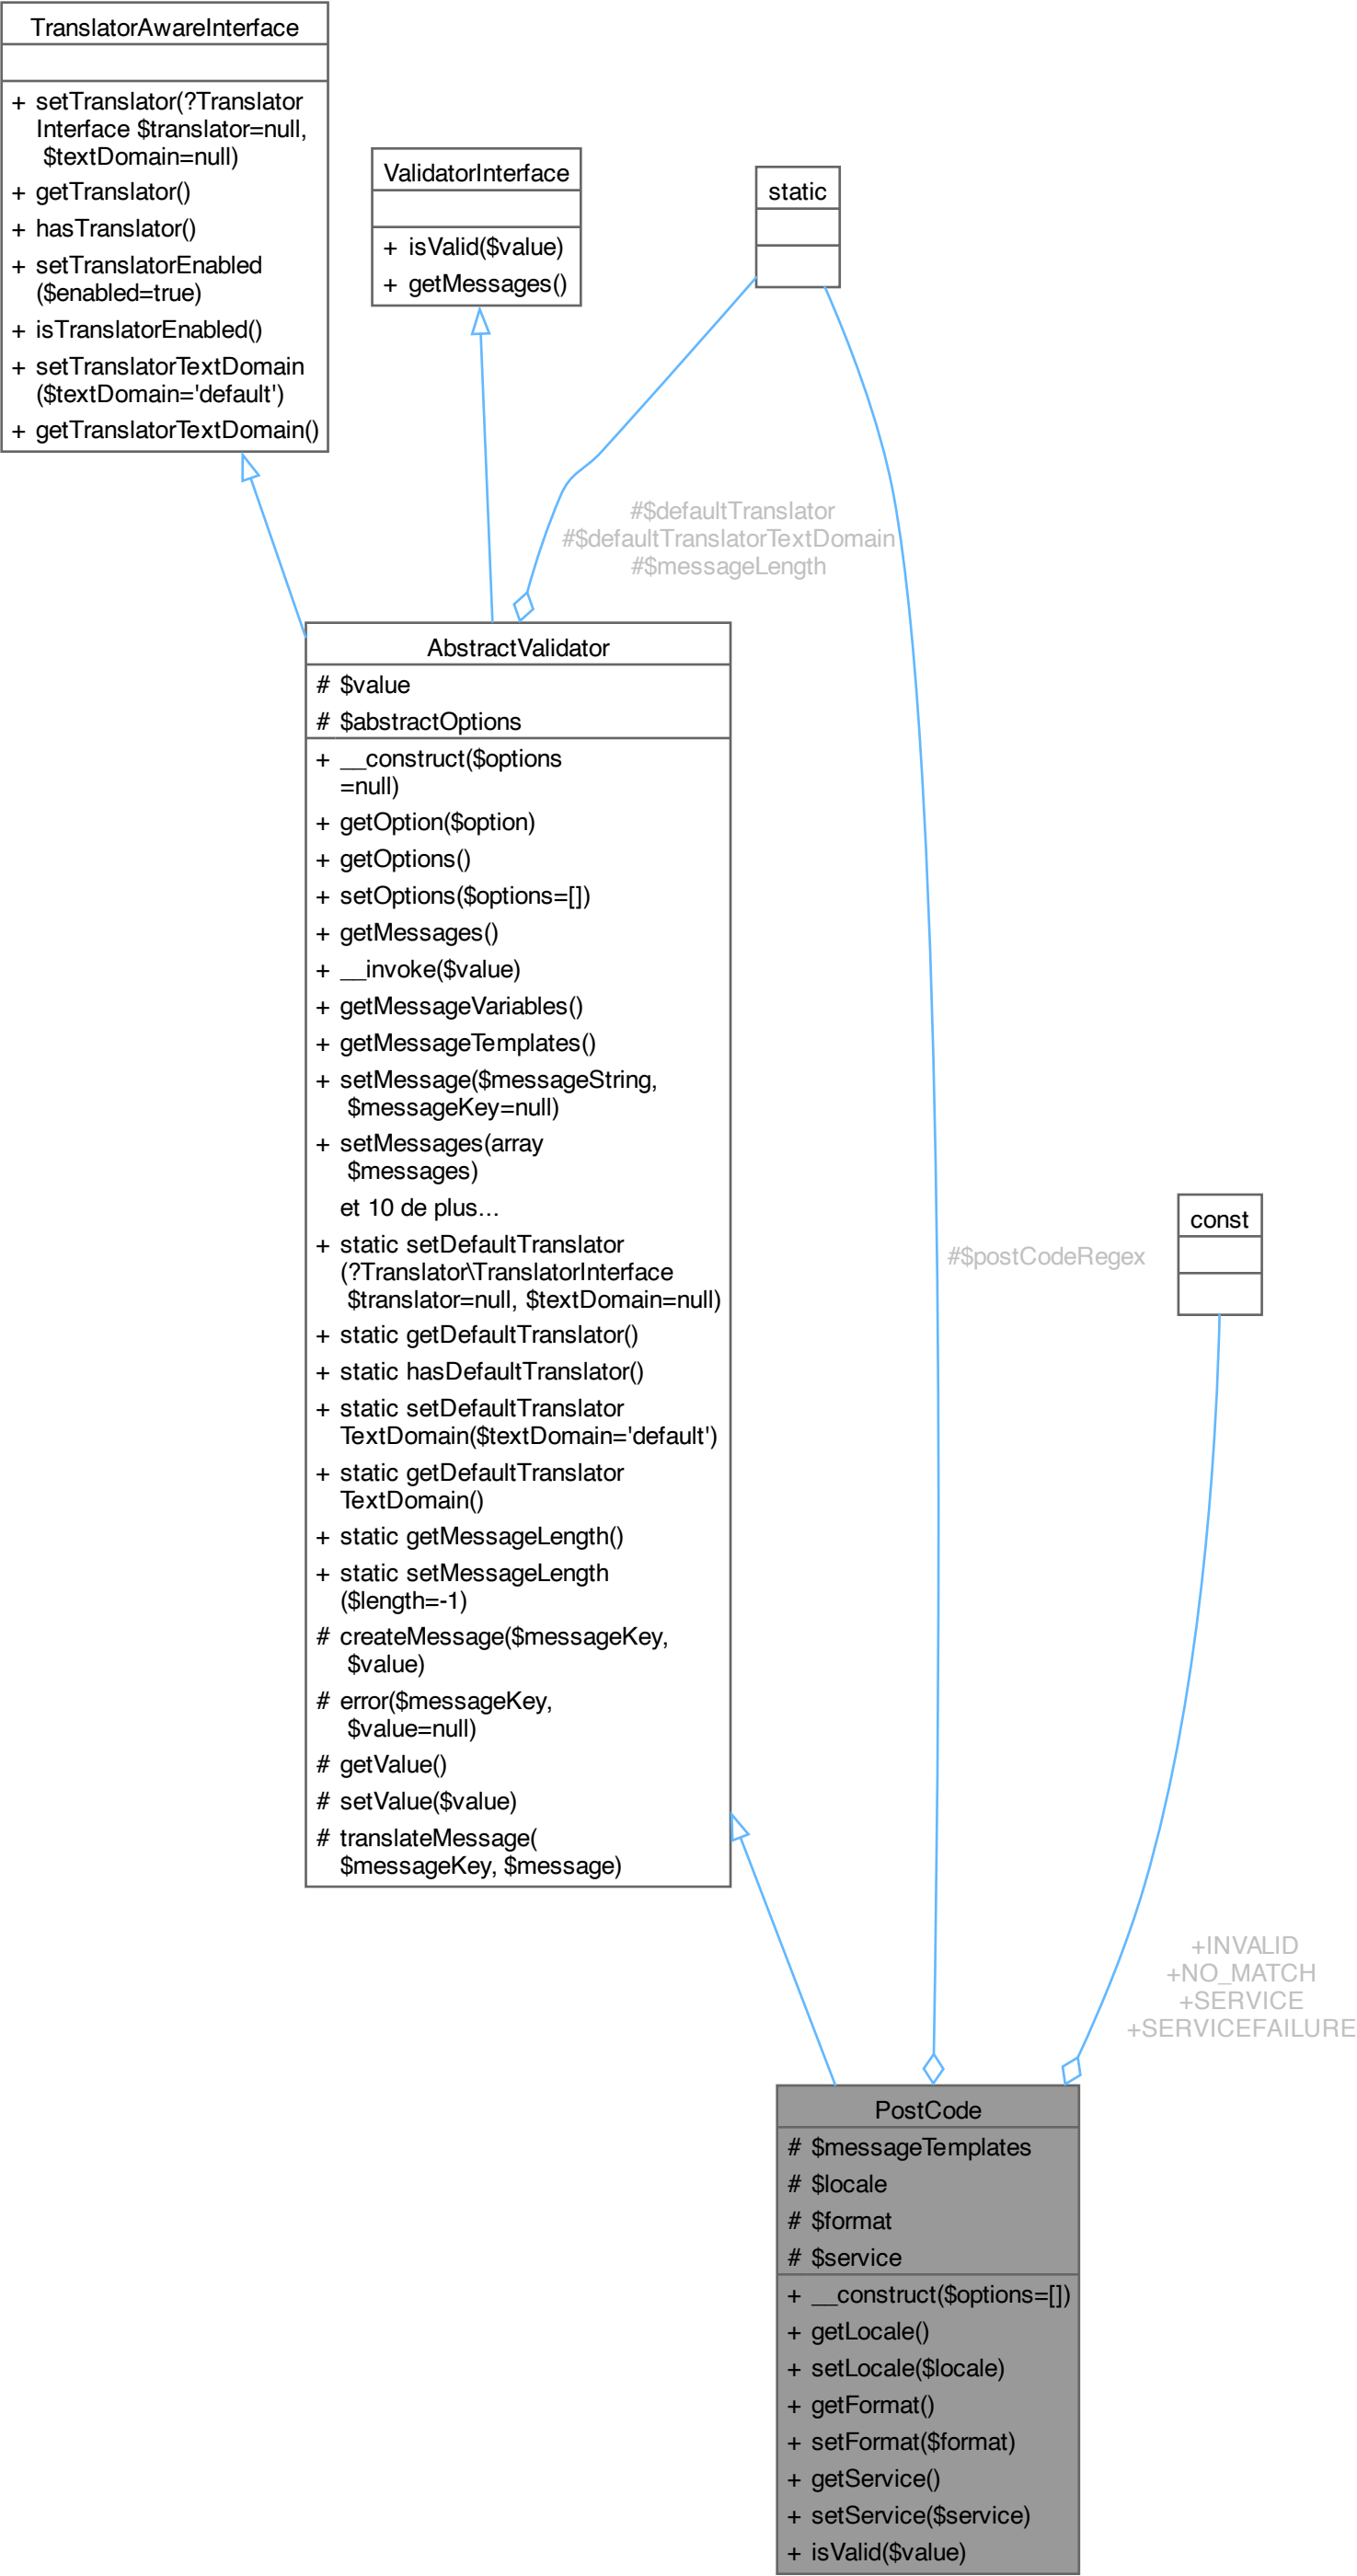 TranslatorAwareInterface
+ setTranslator(?Translator
Interface $translator=null,
$textDomain=null)
+ getTranslator()
+ hasTranslator()
+ setTranslatorEnabled
($enabled=true)
+ isTranslatorEnabled()
+ setTranslatorTextDomain
($textDomain='default')
+ getTranslatorTextDomain()
ValidatorInterface
+ isValid($value)
+ getMessages()
static
#$defaultTranslator
#$defaultTranslatorTextDomain
#$messageLength
AbstractValidator
# $value
# $abstractOptions
+ __construct($options
=null)
+ getOption($option)
+ getOptions()
+ setOptions($options=[])
+ getMessages()
+ __invoke($value)
+ getMessageVariables()
+ getMessageTemplates()
+ setMessage($messageString,
$messageKey=null)
+ setMessages(array
$messages)
et 10 de plus...
+ static setDefaultTranslator
(?Translator\TranslatorInterface
$translator=null, $textDomain=null)
+ static getDefaultTranslator()
+ static hasDefaultTranslator()
+ static setDefaultTranslator
TextDomain($textDomain='default')
+ static getDefaultTranslator
TextDomain()
+ static getMessageLength()
+ static setMessageLength
($length=-1)
# createMessage($messageKey,
$value)
# error($messageKey,
$value=null)
# getValue()
# setValue($value)
# translateMessage(
$messageKey, $message)
#$postCodeRegex
const
+INVALID
+NO_MATCH
+SERVICE
+SERVICEFAILURE
PostCode
# $messageTemplates
# $locale
# $format
# $service
+ __construct($options=[])
+ getLocale()
+ setLocale($locale)
+ getFormat()
+ setFormat($format)
+ getService()
+ setService($service)
+ isValid($value)